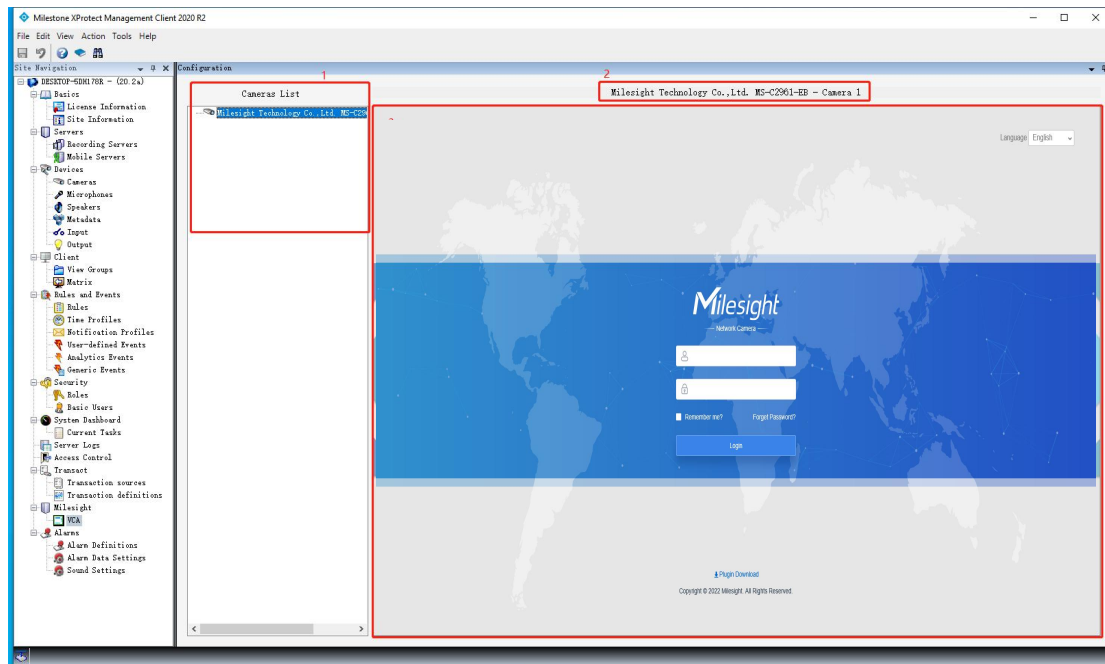 Milestone XProtect Management Client 2020 R2
File Edit View Action Tools Help
Site Navigation
Configuration
DESKTOP-5DH178R - (20.2a)
Basics
License Information
Site Information
Servers
Recording Servers
Mobile Servers
Devices
Cameras
Microphones
Speakers
Metadata
Input
Output
Client
View Groups
Matrix
Rules and Events
Rules
Time Profiles
Notification Profiles
User-defined Events
Analytics Events
Generic Events
Security
Roles
Basic Users
System Dashboard
Current Tasks
Server Logs
Access Control
Transact
Transaction sources
Transaction definitions
Milesight
VCA
Alarms
Alarm Definitions
Alarm Data Settings
Sound Settings
1
Cameras List
Milesight Technology Co.,Ltd. MS-C29
2
Milesight Technology Co.,Ltd. MS-C2961-EB - Camera 1
Language English
Milesight
Network Camera
Remember me? Forget Password?
Login
Plugin Download
Copyright © 2022 Milesight. All Rights Reserved.